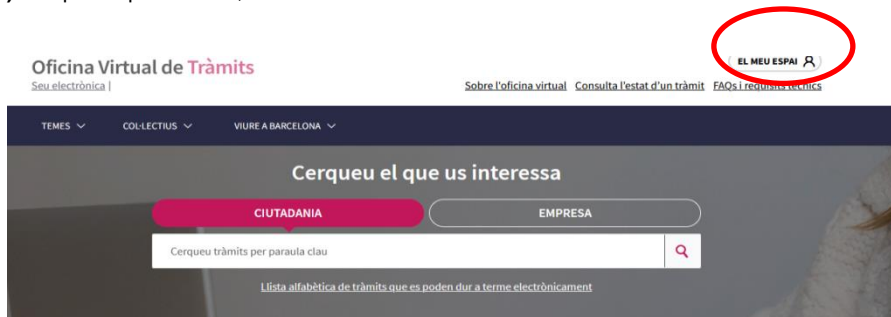 Oficina Virtual de Tràmits
EL MEU ESPAI
Seu electrònica |
Sobre l'oficina virtual Consulta l'estat d'un tràmit FAQs i requisits tècnics
TEMES COL·LECTIUS VIURE A BARCELONA
Cerqueu el que us interessa
CIUTADANIA EMPRESA
Cerqueu tràmits per paraula clau
Llista alfabètica de tràmits que es poden dur a terme electrònicament